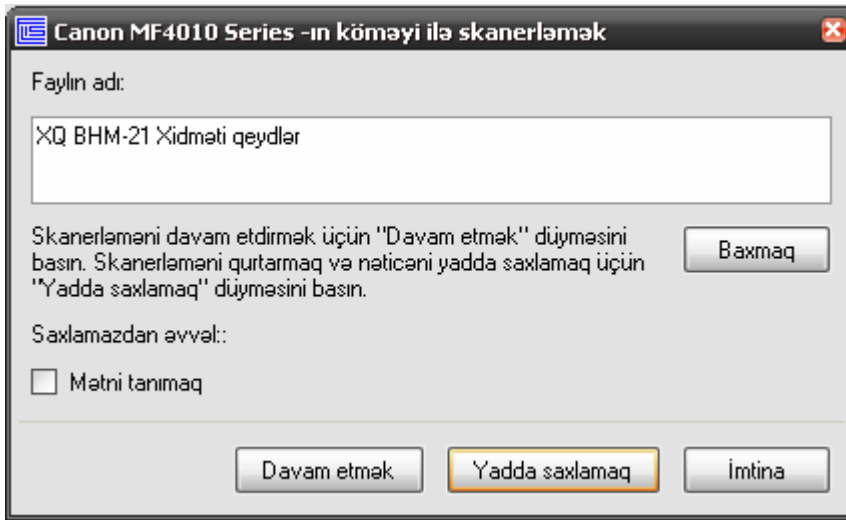 Canon MF4010 Series -ın köməyi ilə skanerləmək
Faylın adı:
XQ BHM-21 Xidməti qeydlər
Skanerləməni davam etdirmək üçün "Davam etmək" düyməsini
basın. Skanerləməni qurtarmaq və nəticəni yadda saxlamaq üçün
"Yadda saxlamaq" düyməsini basın.
Baxmaq
Saxlamazdan əvvəl::
Mətni tanımaq
Davam etmək
Yadda saxlamaq
İmtina